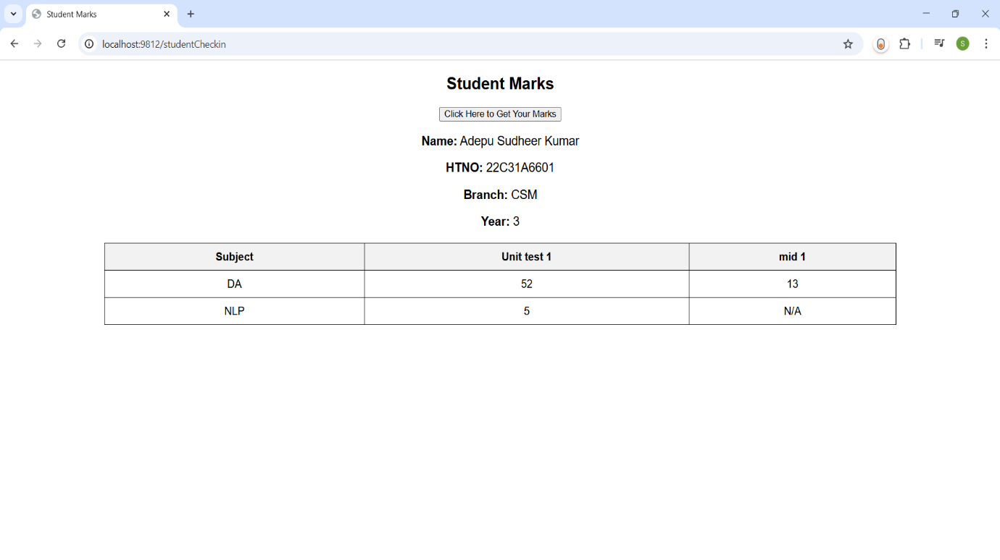 Student Marks
localhost:9812/studentCheckin
S
Student Marks
Click Here to Get Your Marks
Name: Adepu Sudheer Kumar
HTNO: 22C31A6601
Branch: CSM
Year: 3
Subject Unit test 1 mid 1
DA 52 13
NLP 5 N/A